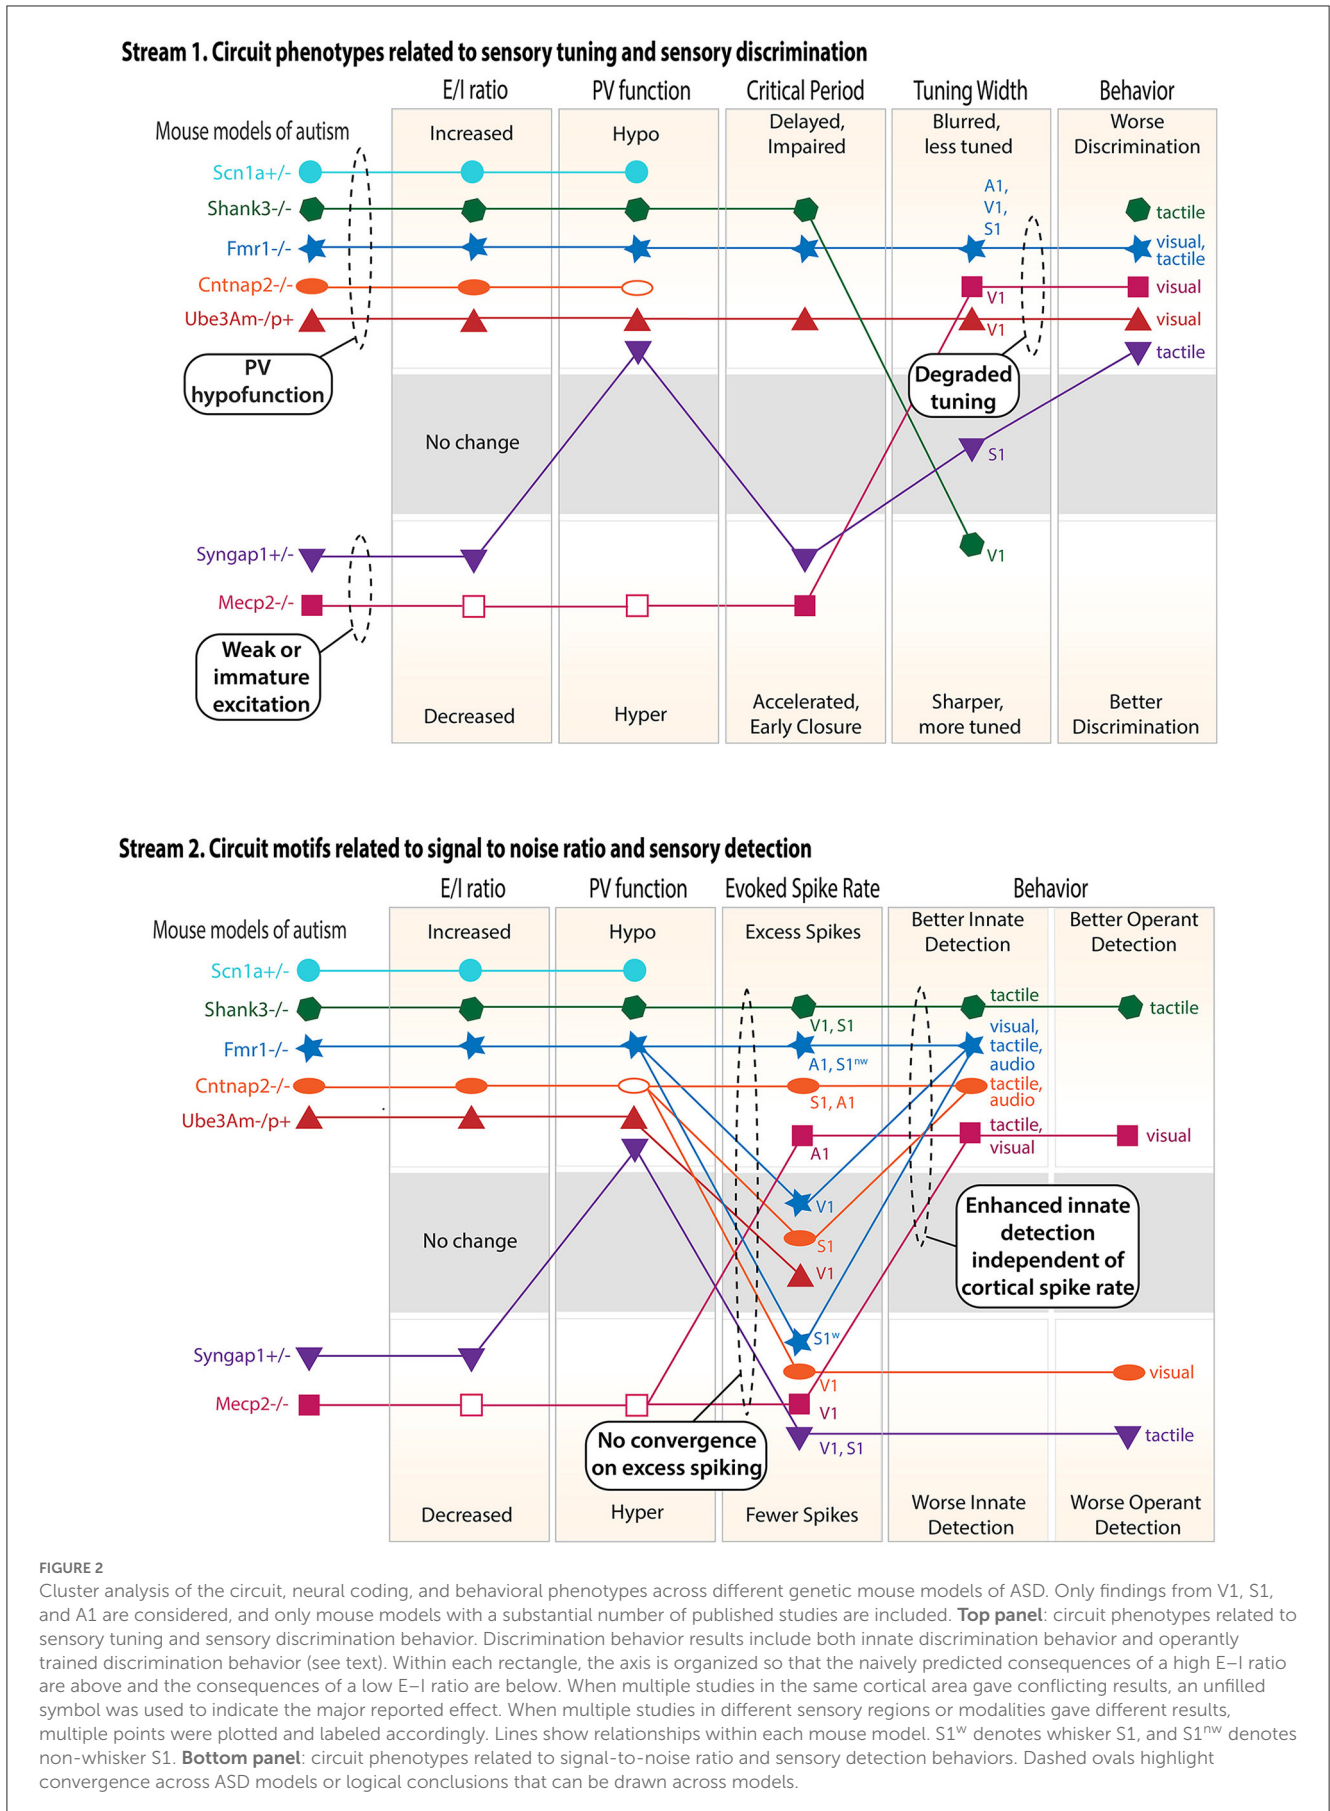 Stream 1. Circuit phenotypes related to sensory tuning and sensory discrimination
E/I ratio
PV function
Critical Period
Tuning Width
Behavior
Mouse models of autism
Increased
Hypo
Delayed,
Impaired
Blurred,
less tuned
Worse
Discrimination
Scn1a+/-
Shank3-/-
Fmr1-/-
Cntnap2-/-
Ube3Am-/p+
A1,
V1,
S1
V1
V1
tactile
visual,
tactile
visual
visual
tactile
PV
hypofunction
Degraded
tuning
No change
S1
Syngap1+/-
Mecp2-/-
V1
Weak or
immature
excitation
Decreased
Hyper
Accelerated,
Early Closure
Sharper,
more tuned
Better
Discrimination
Stream 2. Circuit motifs related to signal to noise ratio and sensory detection
E/I ratio
PV function
Evoked Spike Rate
Behavior
Mouse models of autism
Increased
Hypo
Excess Spikes
Better Innate
Detection
Better Operant
Detection
Scn1a+/-
Shank3-/-
Fmr1-/-
Cntnap2-/-
Ube3Am-/p+
V1, S1
A1, S1nw
S1, A1
A1
tactile
visual,
tactile,
audio
tactile,
audio
tactile,
visual
tactile
visual
No change
V1
S1
V1
Enhanced innate
detection
independent of
cortical spike rate
Syngap1+/-
Mecp2-/-
S1w
V1
V1
V1, S1
visual
tactile
No convergence
on excess spiking
Decreased
Hyper
Fewer Spikes
Worse Innate
Detection
Worse Operant
Detection
FIGURE 2
Cluster analysis of the circuit, neural coding, and behavioral phenotypes across different genetic mouse models of ASD. Only findings from V1, S1,
and A1 are considered, and only mouse models with a substantial number of published studies are included. Top panel: circuit phenotypes related to
sensory tuning and sensory discrimination behavior. Discrimination behavior results include both innate discrimination behavior and operantly
trained discrimination behavior (see text). Within each rectangle, the axis is organized so that the naively predicted consequences of a high E–I ratio
are above and the consequences of a low E–I ratio are below. When multiple studies in the same cortical area gave conflicting results, an unfilled
symbol was used to indicate the major reported effect. When multiple studies in different sensory regions or modalities gave different results,
multiple points were plotted and labeled accordingly. Lines show relationships within each mouse model. S1w denotes whisker S1, and S1nw denotes
non-whisker S1. Bottom panel: circuit phenotypes related to signal-to-noise ratio and sensory detection behaviors. Dashed ovals highlight
convergence across ASD models or logical conclusions that can be drawn across models.